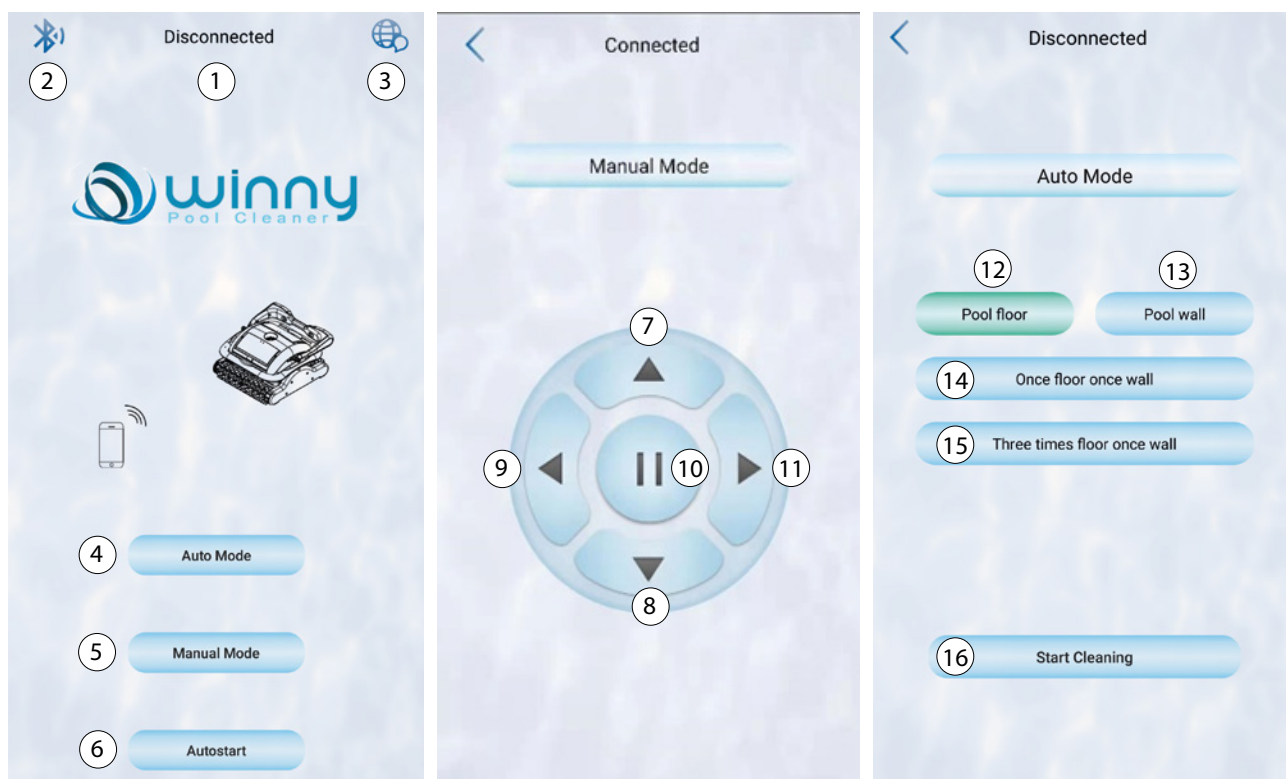 Disconnected
2
1
3
winny
Pool Cleaner
4
Auto Mode
5
Manual Mode
6
Autostart
Connected
Manual Mode
7
9
10
11
8
Disconnected
Auto Mode
12
13
Pool floor
Pool wall
14
Once floor once wall
15
Three times floor once wall
16
Start Cleaning